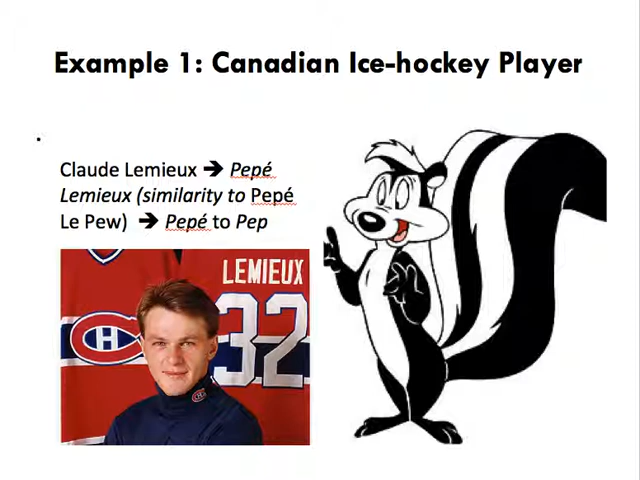 Example 1: Canadian Ice-hockey Player
Claude Lemieux ➔ Pepé
Lemieux (similarity to Pepé
Le Pew) ➔ Pepé to Pep
LEMIEUX
32